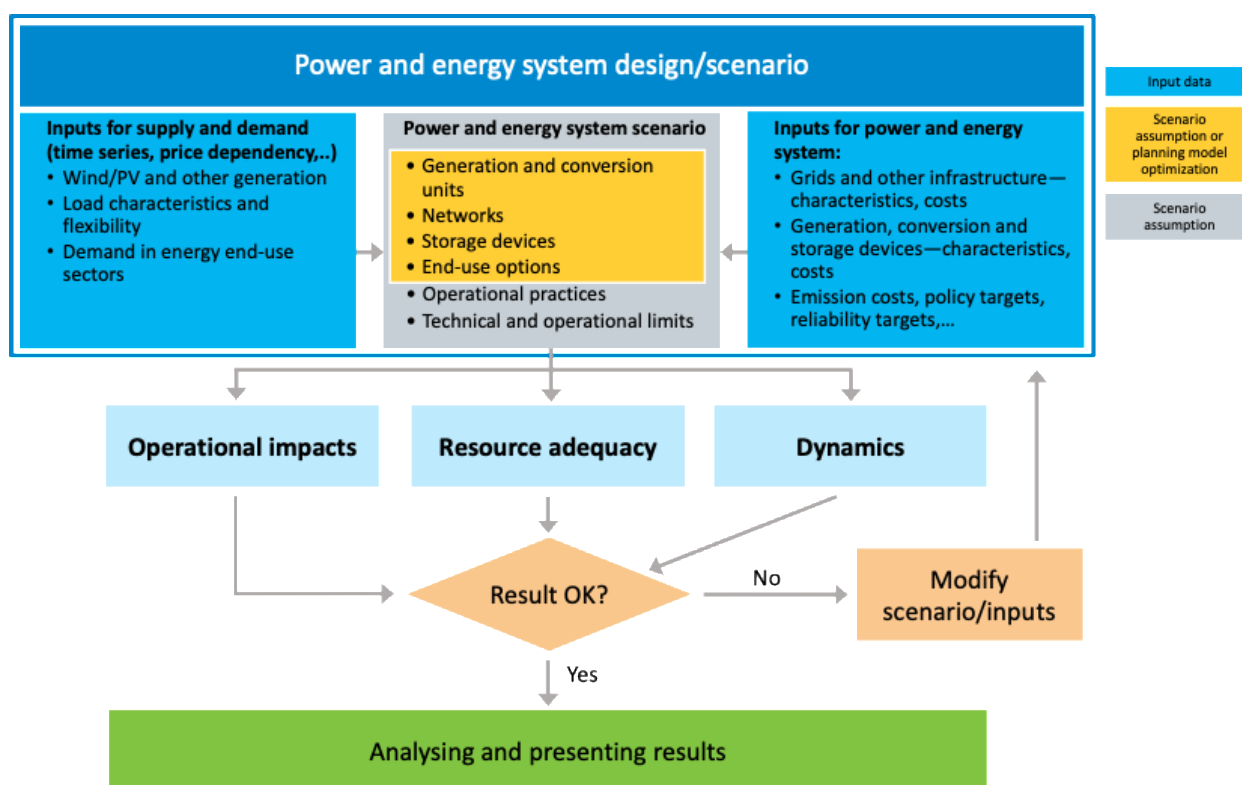 Power and energy system design/scenario
Inputs for supply and demand
(time series, price dependency,..)
• Wind/PV and other generation
• Load characteristics and
flexibility
• Demand in energy end-use
sectors
Power and energy system scenario
• Generation and conversion
units
• Networks
• Storage devices
• End-use options
• Operational practices
• Technical and operational limits
Inputs for power and energy
system:
• Grids and other infrastructure—
characteristics, costs
• Generation, conversion and
storage devices—characteristics,
costs
• Emission costs, policy targets,
reliability targets,...
Input data
Scenario
assumption or
planning model
optimization
Scenario
assumption
Operational impacts
Resource adequacy
Dynamics
Result OK?
No
Modify
scenario/inputs
Yes
Analysing and presenting results